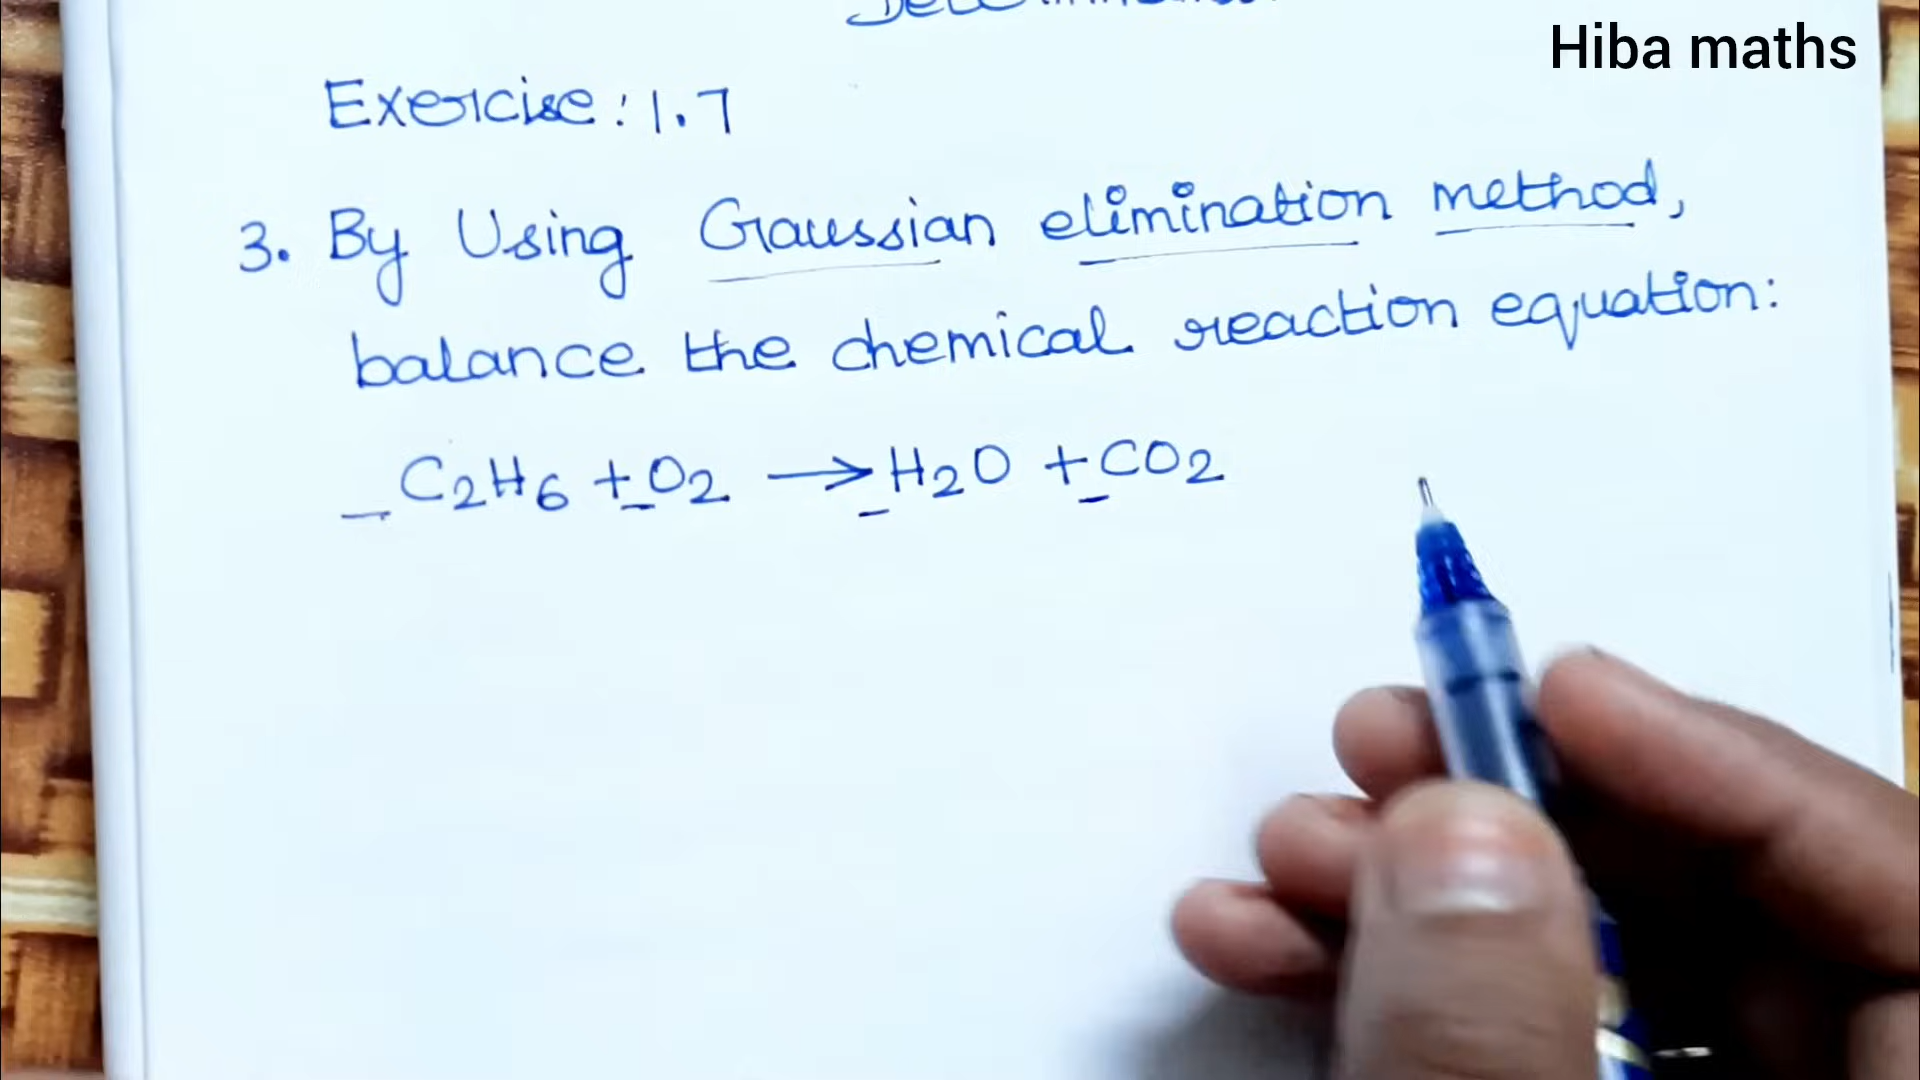 Hiba maths
Exercise: 1.7
3. By Using Gaussian elimination method,
balance the chemical reaction equation:
_C2H6 + _O2 → _H2O + _CO2